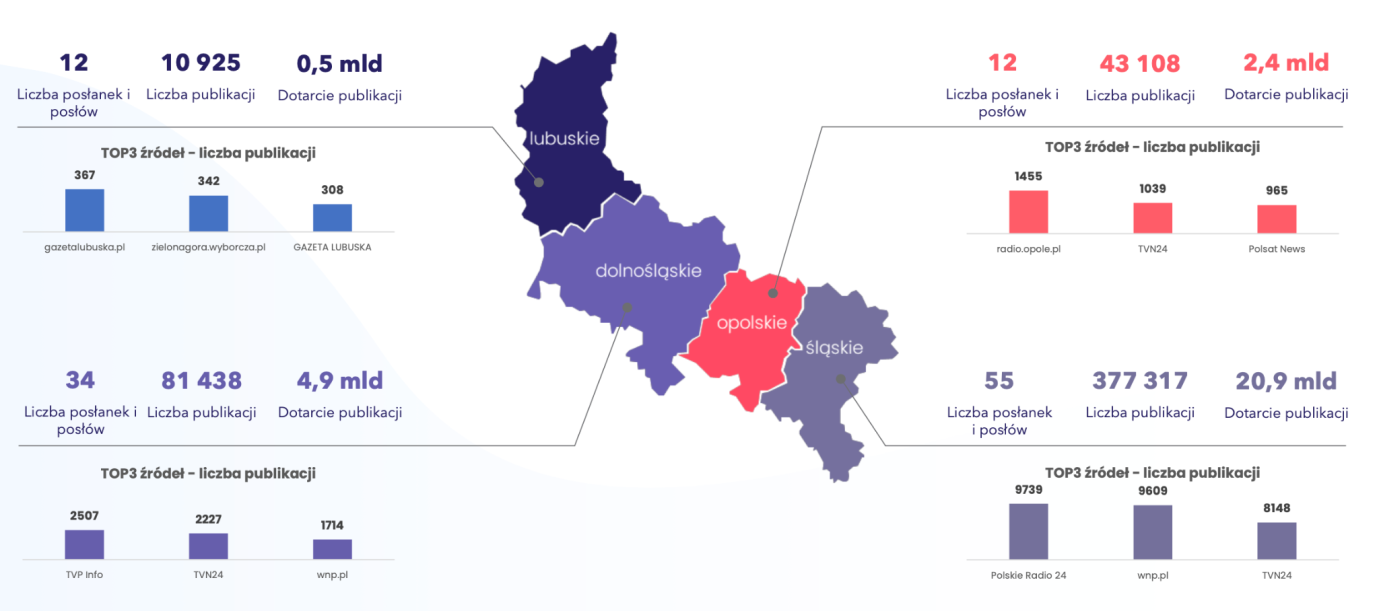 12 10 925 0,5 mld
Liczba posłanek i posłów Liczba publikacji Dotarcie publikacji
TOP3 źródeł – liczba publikacji
367 342 308
gazetalubuska.pl zielonagora.wyborcza.pl GAZETA LUBUSKA
12 43 108 2,4 mld
Liczba posłanek i posłów Liczba publikacji Dotarcie publikacji
TOP3 źródeł – liczba publikacji
1455 1039 965
radio.opole.pl TVN24 Polsat News
lubuskie
dolnośląskie
opolskie
śląskie
34 81 438 4,9 mld
Liczba posłanek i posłów Liczba publikacji Dotarcie publikacji
TOP3 źródeł – liczba publikacji
2507 2227 1714
TVP Info TVN24 wnp.pl
55 377 317 20,9 mld
Liczba posłanek i posłów Liczba publikacji Dotarcie publikacji
TOP3 źródeł – liczba publikacji
9739 9609 8148
Polskie Radio 24 wnp.pl TVN24